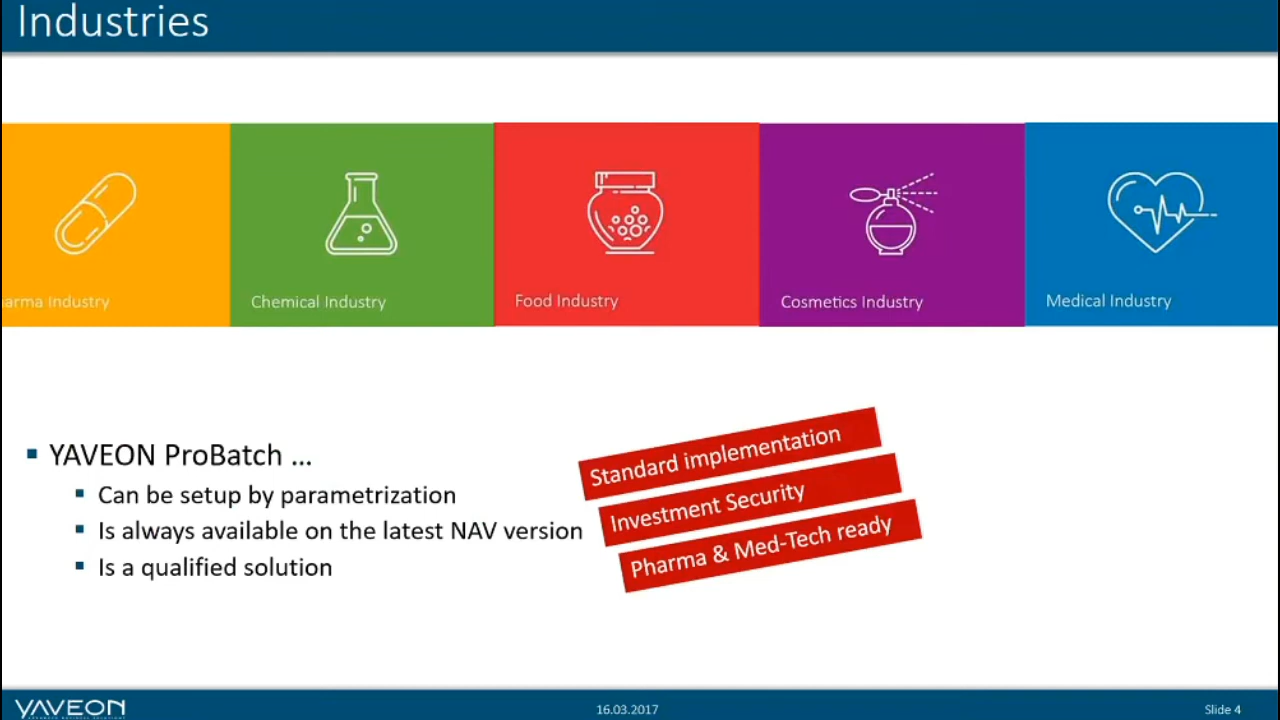 Industries
arma Industry
Chemical Industry
Food Industry
Cosmetics Industry
Medical Industry
YAVEON ProBatch ...
Can be setup by parametrization
Is always available on the latest NAV version
Is a qualified solution
Standard implementation
Investment Security
Pharma & Med-Tech ready
YAVEON
16.03.2017
Slide 4